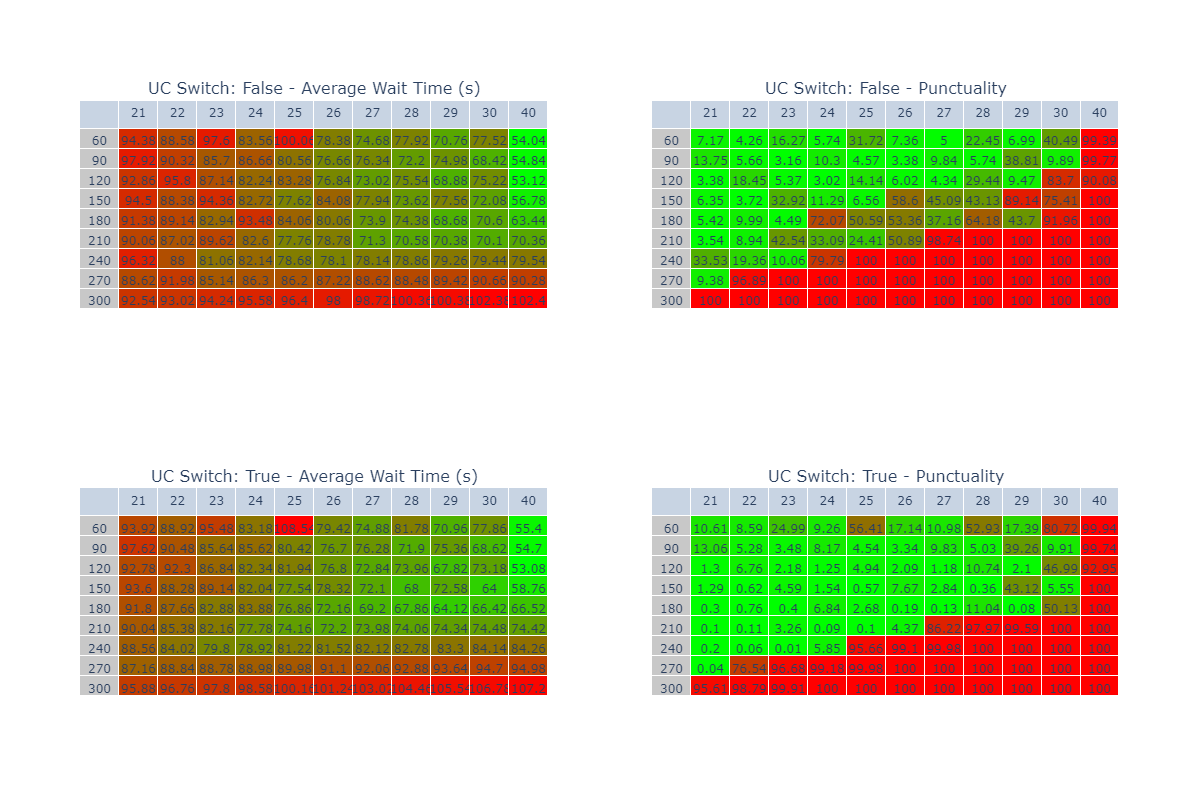 UC Switch: False - Average Wait Time (s)
21 22 23 24 25 26 27 28 29 30 40
60 94.38 88.58 97.6 83.56 78.38 74.68 77.92 70.76 77.52 54.04
90 97.92 90.32 85.7 86.66 80.56 76.66 76.34 72.2 74.98 68.42 54.84
120 92.86 95.8 87.14 82.24 83.28 76.84 73.02 75.54 68.88 75.22 53.12
150 94.5 88.38 94.36 82.72 77.62 84.08 77.94 73.62 77.56 72.08 56.78
180 91.38 89.14 82.94 93.48 84.06 80.06 73.9 74.38 68.68 70.6 63.44
210 90.06 87.02 89.62 82.6 77.76 78.78 71.3 70.58 70.38 70.1 70.36
240 96.32 88 81.06 82.14 78.68 78.1 78.14 78.86 79.26 79.44 79.54
270 88.62 91.98 85.14 86.3 86.2 87.22 88.62 88.48 89.42 90.66 90.28
300 92.54 93.02 94.24 95.58 96.4 98 98.72 102.4
UC Switch: False - Punctuality
21 22 23 24 25 26 27 28 29 30 40
60 7.17 4.26 16.27 5.74 31.72 7.36 5 22.45 6.99 40.49 99.39
90 13.75 5.66 3.16 10.3 4.57 3.38 9.84 5.74 38.81 9.89 99.77
120 3.38 18.45 5.37 3.02 14.14 6.02 4.34 29.44 9.47 83.7 90.08
150 6.35 3.72 32.92 11.29 6.56 58.6 45.09 43.13 89.14 75.41 100
180 5.42 9.99 4.49 72.07 50.59 53.36 37.16 64.18 43.7 91.96 100
210 3.54 8.94 42.54 33.09 24.41 50.89 98.74 100 100 100 100
240 33.53 19.36 10.06 79.79 100 100 100 100 100 100 100
270 9.38 96.89 100 100 100 100 100 100 100 100 100
300 100 100 100 100 100 100 100 100 100 100 100
UC Switch: True - Average Wait Time (s)
21 22 23 24 25 26 27 28 29 30 40
60 93.92 88.92 95.48 83.18 79.42 74.88 81.78 70.96 77.86 55.4
90 97.62 90.48 85.64 85.62 80.42 76.7 76.28 71.9 75.36 68.62 54.7
120 92.78 92.3 86.84 82.34 81.94 76.8 72.84 73.96 67.82 73.18 53.08
150 93.6 88.28 89.14 82.04 77.54 78.32 72.1 68 72.58 64 58.76
180 91.8 87.66 82.88 83.88 76.86 72.16 69.2 67.86 64.12 66.42 66.52
210 90.04 85.38 82.16 77.78 74.16 72.2 73.98 74.06 74.34 74.48 74.42
240 88.56 84.02 79.8 78.92 81.22 81.52 82.12 82.78 83.3 84.14 84.26
270 87.16 88.84 88.78 88.98 89.98 91.1 92.06 92.88 93.64 94.7 94.98
300 95.88 96.76 97.8 98.58 107.2
UC Switch: True - Punctuality
21 22 23 24 25 26 27 28 29 30 40
60 10.61 8.59 24.99 9.26 56.41 17.14 10.98 52.93 17.39 80.72 99.94
90 13.06 5.28 3.48 8.17 4.54 3.34 9.83 5.03 39.26 9.91 99.74
120 1.3 6.76 2.18 1.25 4.94 2.09 1.18 10.74 2.1 46.99 92.95
150 1.29 0.62 4.59 1.54 0.57 7.67 2.84 0.36 43.12 5.55 100
180 0.3 0.76 0.4 6.84 2.68 0.19 0.13 11.04 0.08 50.13 100
210 0.1 0.11 3.26 0.09 0.1 4.37 86.22 97.97 99.59 100 100
240 0.2 0.06 0.01 5.85 95.66 99.1 99.98 100 100 100 100
270 0.04 76.54 96.68 99.18 99.98 100 100 100 100 100 100
300 95.61 98.79 99.91 100 100 100 100 100 100 100 100